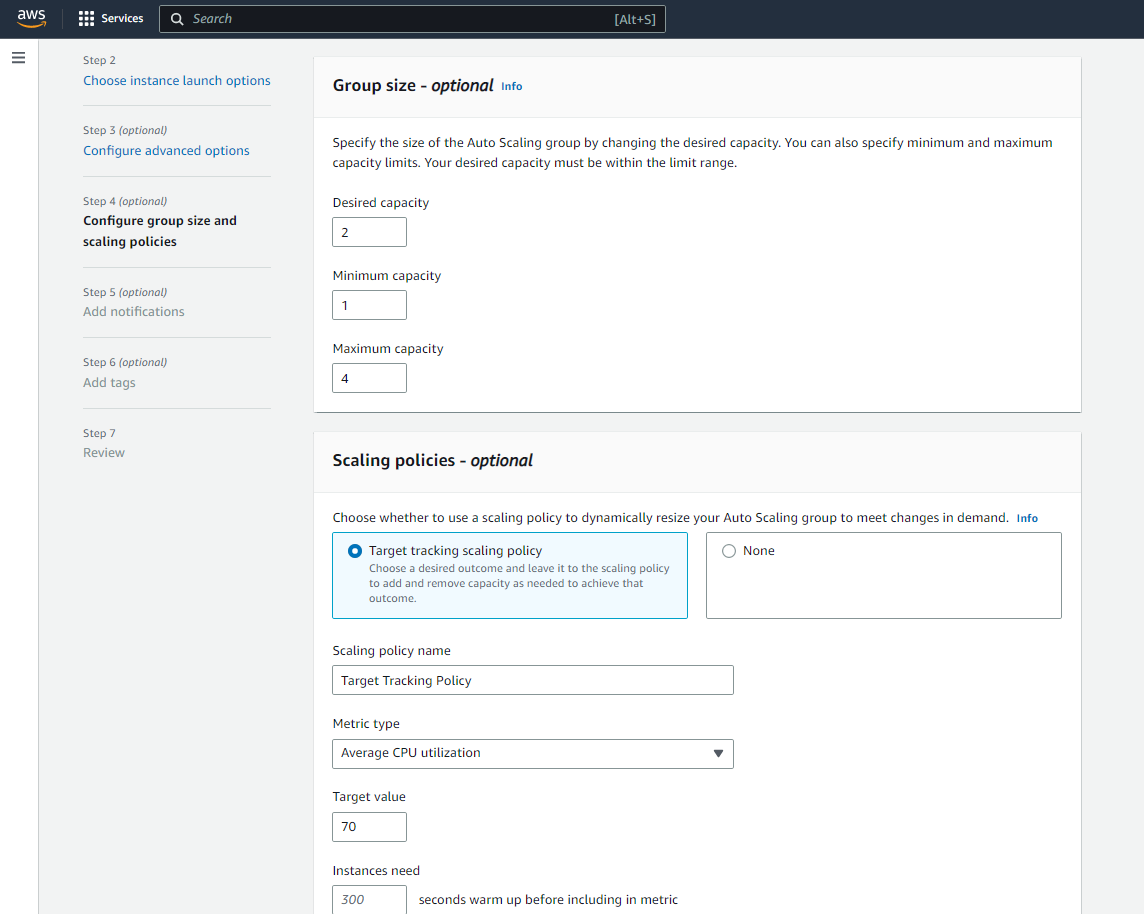 aws
Services
Search
[Alt+S]
Step 2
Choose instance launch options
Step 3 (optional)
Configure advanced options
Step 4 (optional)
Configure group size and
scaling policies
Step 5 (optional)
Add notifications
Step 6 (optional)
Add tags
Step 7
Review
Group size - optional Info
Specify the size of the Auto Scaling group by changing the desired capacity. You can also specify minimum and maximum
capacity limits. Your desired capacity must be within the limit range.
Desired capacity
2
Minimum capacity
1
Maximum capacity
4
Scaling policies - optional
Choose whether to use a scaling policy to dynamically resize your Auto Scaling group to meet changes in demand. Info
Target tracking scaling policy
Choose a desired outcome and leave it to the scaling policy
to add and remove capacity as needed to achieve that
outcome.
None
Scaling policy name
Target Tracking Policy
Metric type
Average CPU utilization
Target value
70
Instances need
300 seconds warm up before including in metric